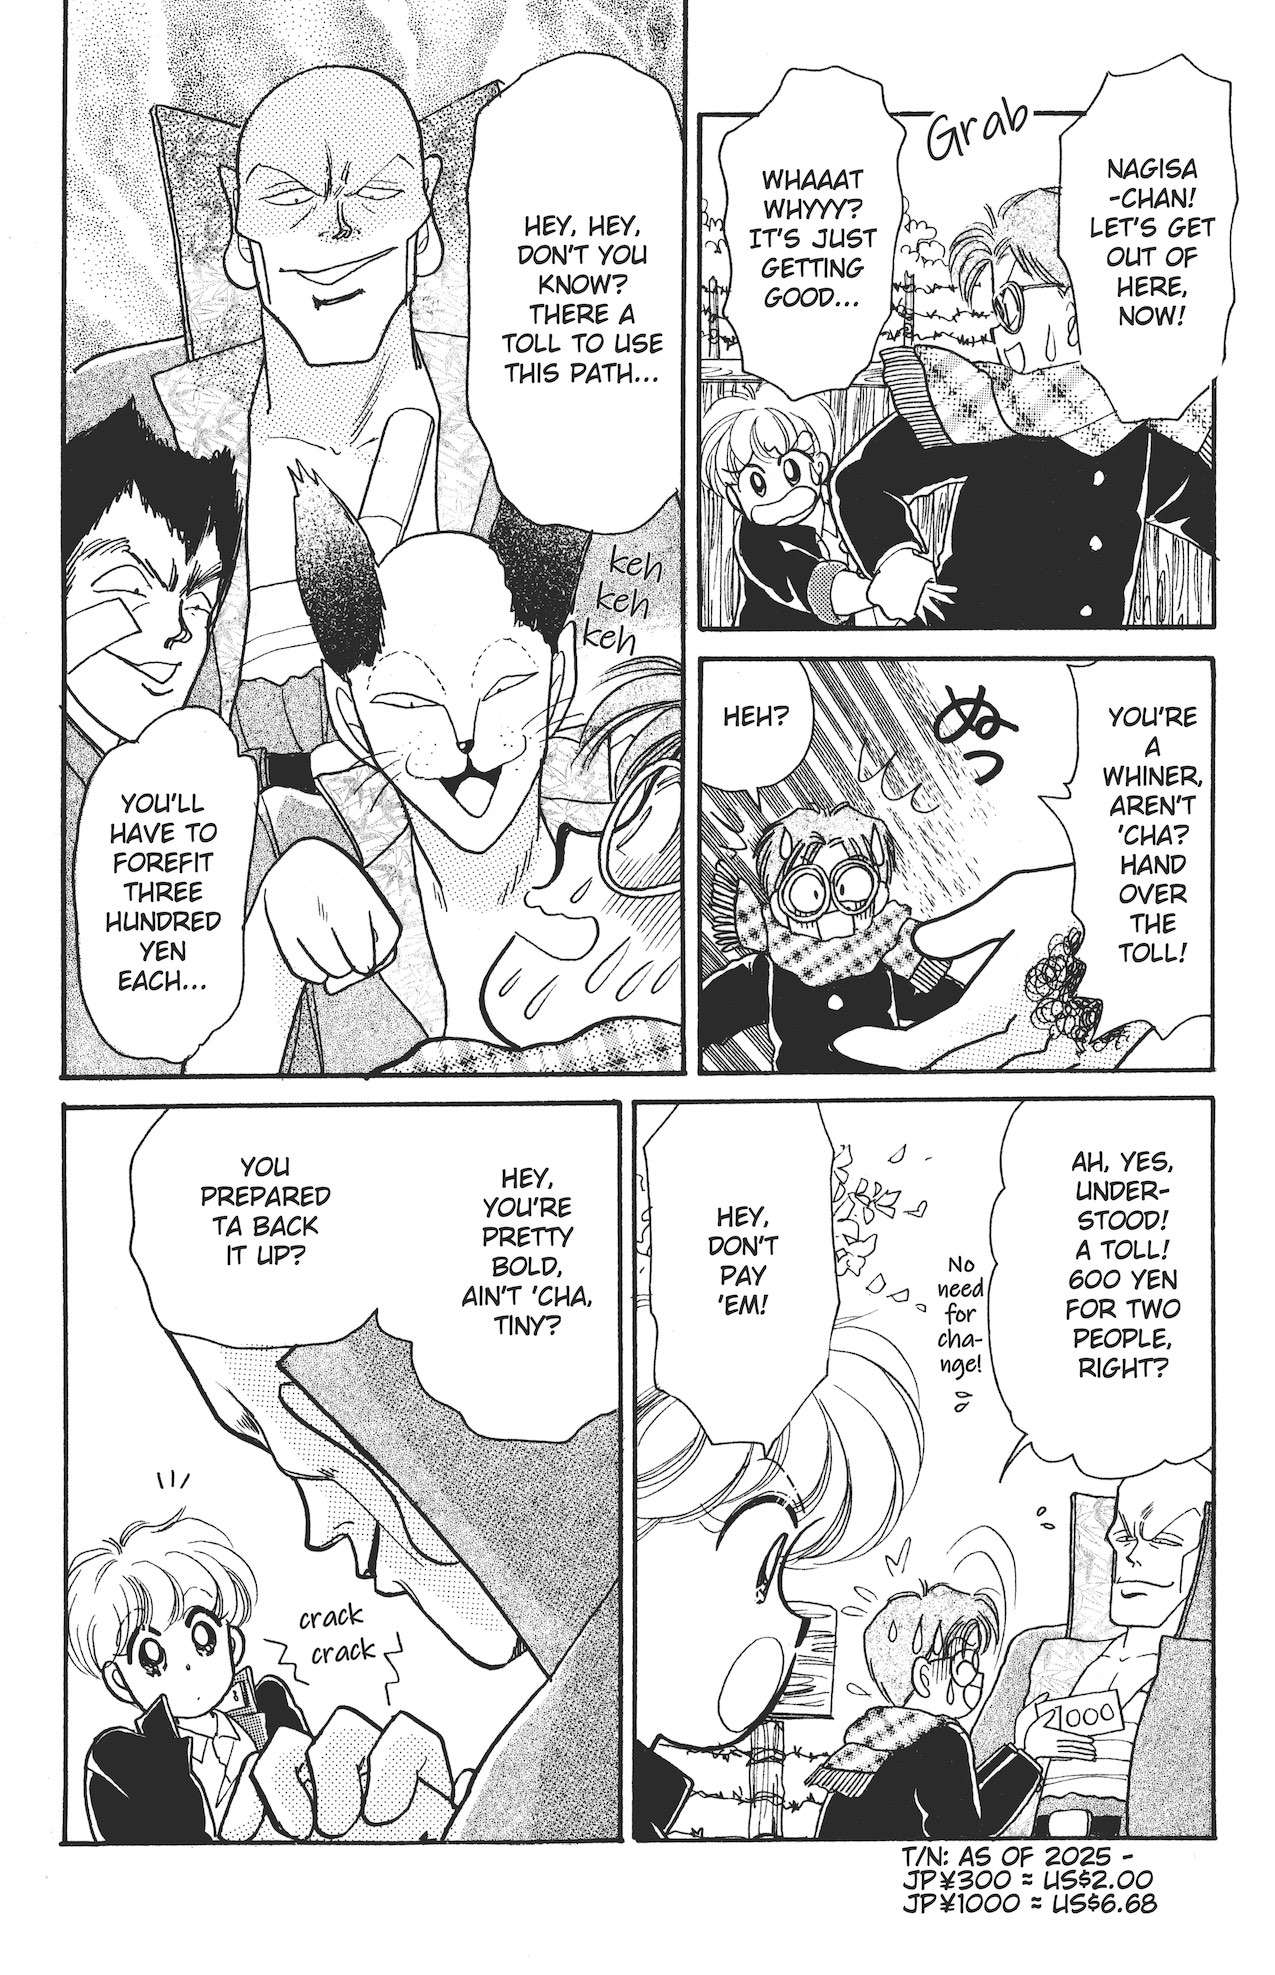 NAGISA
-CHAN!
LET'S GET
OUT OF
HERE,
NOW!
Grab
WHAAAT
WHYYY?
IT'S JUST
GETTING
GOOD...
HEY, HEY,
DON'T YOU
KNOW?
THERE A
TOLL TO USE
THIS PATH...
keh
keh
keh
YOU'LL
HAVE TO
FOREFIT
THREE
HUNDRED
YEN
EACH...
YOU'RE
A
WHINER,
AREN'T
'CHA?
HAND
OVER
THE
TOLL!
ぬっ
HEH?
AH, YES,
UNDER-
STOOD!
A TOLL!
600 YEN
FOR TWO
PEOPLE,
RIGHT?
No
need
for
cha-
nge!
1000
HEY,
DON'T
PAY
'EM!
HEY,
YOU'RE
PRETTY
BOLD,
AIN'T 'CHA,
TINY?
YOU
PREPARED
TA BACK
IT UP?
crack
crack
T/N: AS OF 2025 -
JP¥300 ≈ US$2.00
JP¥1000 ≈ US$6.68